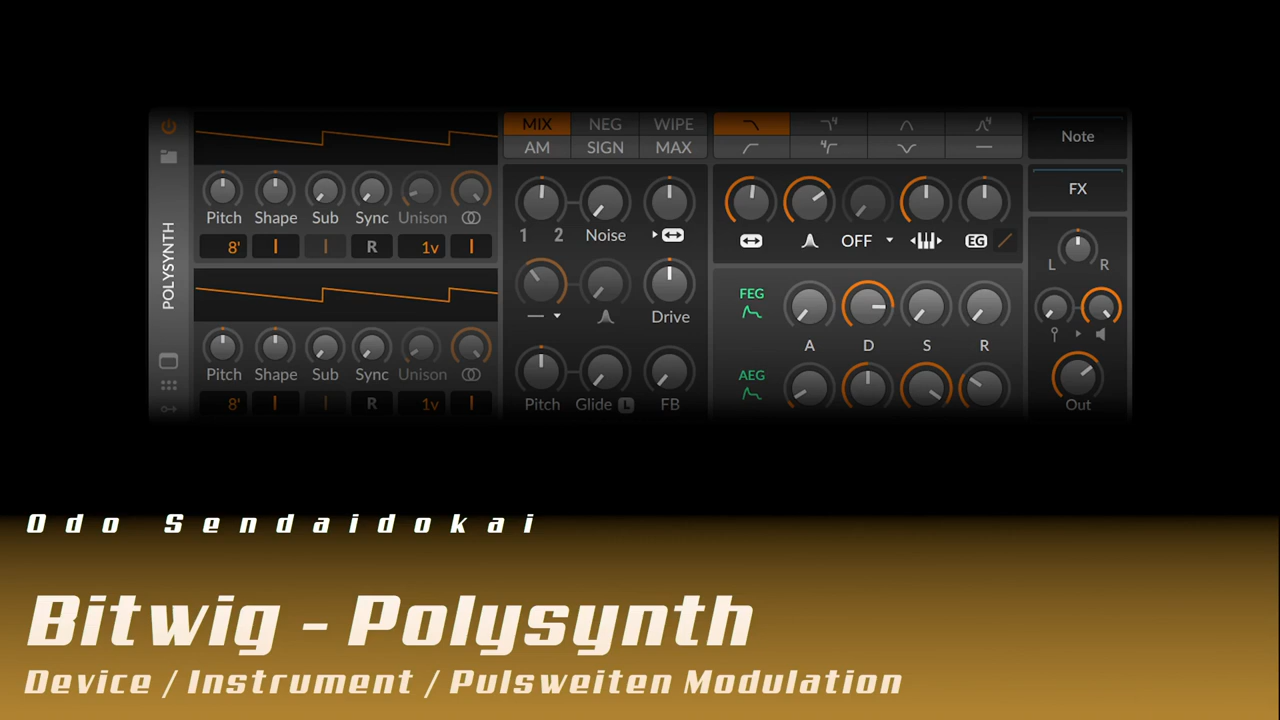 MIX NEG WIPE
AM SIGN MAX
Note
FX
POLYSYNTH
Pitch Shape Sub Sync Unison
8' R 1v
1 2 Noise
OFF EG
L R
FEG
Drive
A D S R
Pitch Shape Sub Sync Unison
8' R 1v
AEG
Pitch Glide L FB
Out
Odo Sendaidokai
Bitwig - Polysynth
Device / Instrument / Pulsweiten Modulation